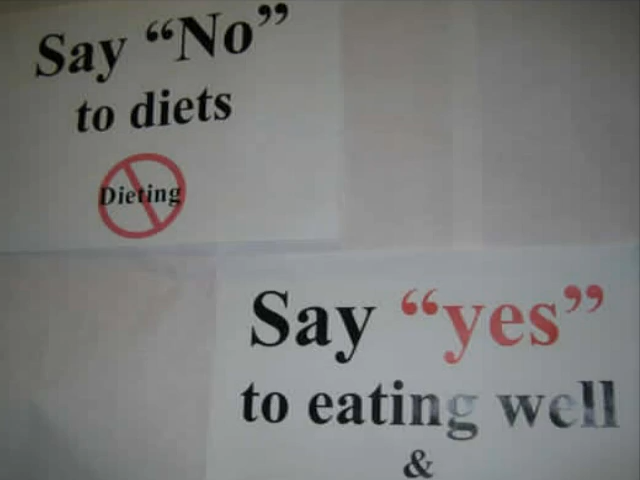 Say “No”
to diets
Dieting
Say “yes”
to eating well
&